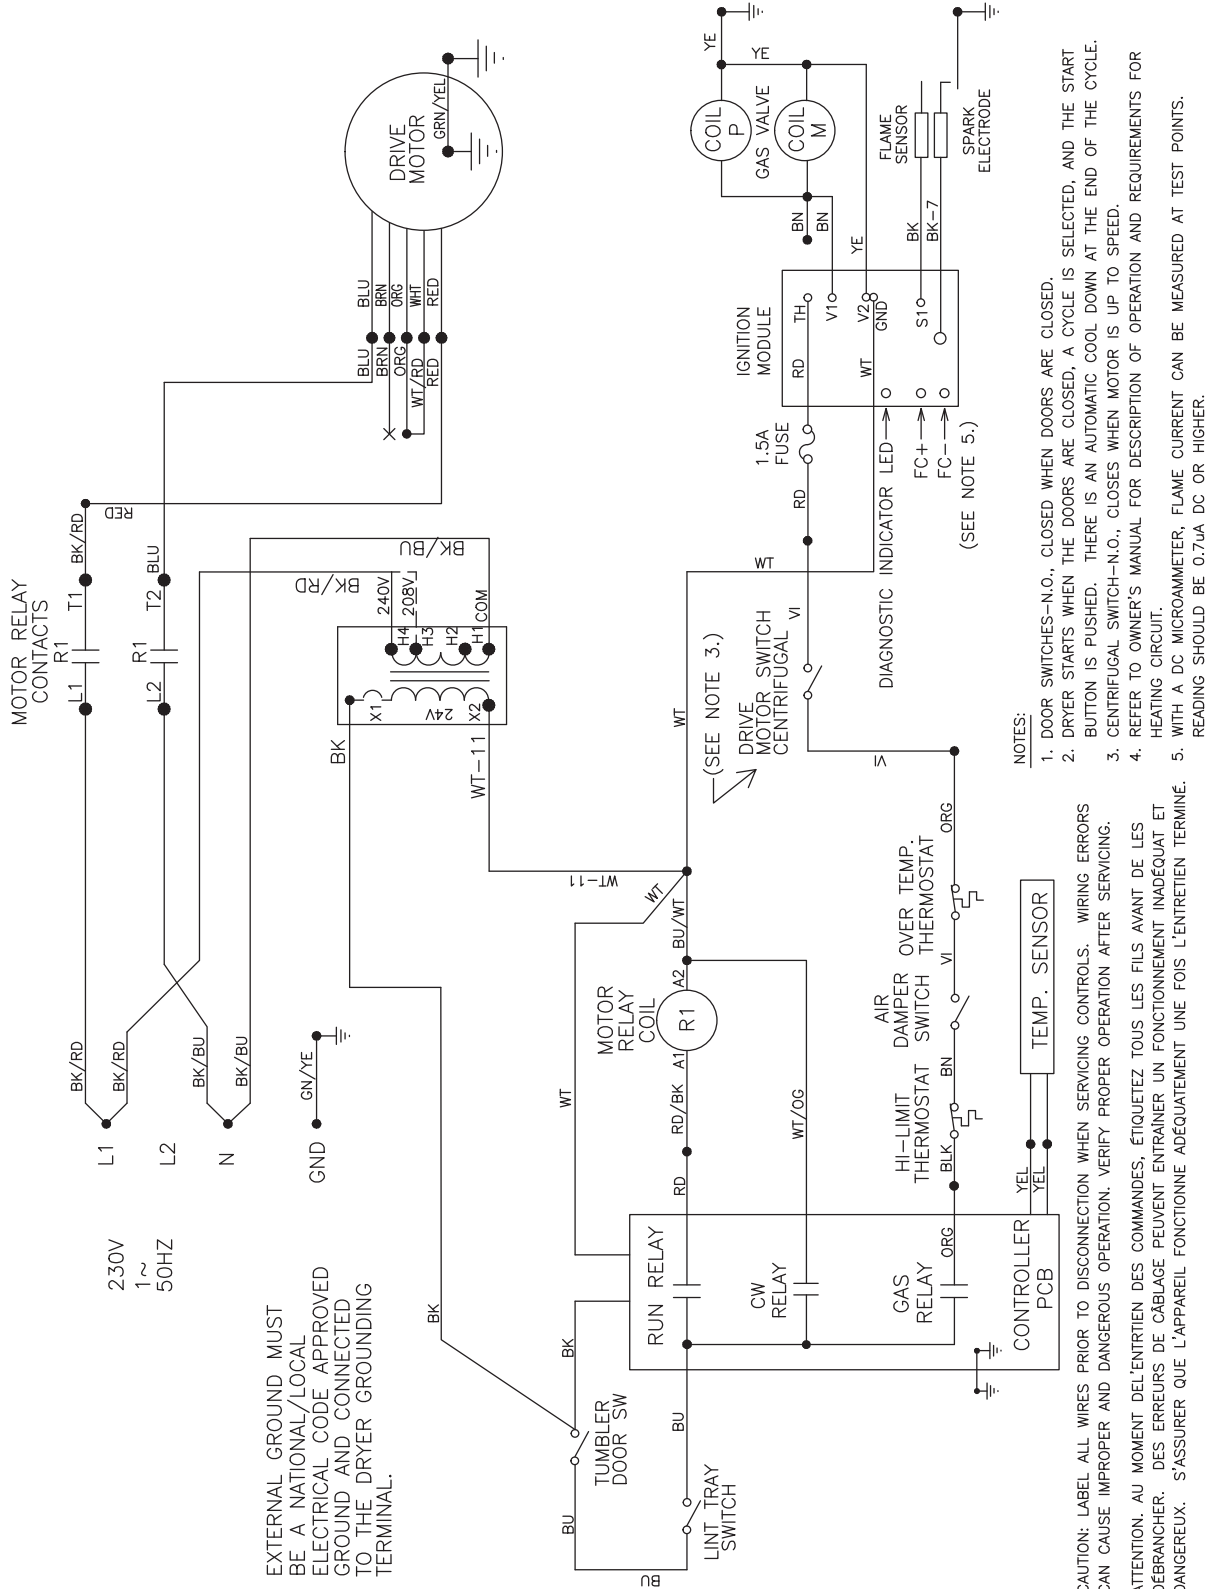 MOTOR RELAY
CONTACTS
R1
L1
T1
BK/RD
RED
R1
L2
T2
BLU
BLU
BLU
BRN
BRN
ORG
ORG
WT/RD
WHT
RED
RED
DRIVE
MOTOR
GRN/YEL
230V
1~
50HZ
L1
L2
N
GND
BK/RD
BK/RD
BK/BU
BK/BU
GN/YE
BK/RD
BK/BU
240V
208V
H4
H3
H2
H1
COM
X1
24V
X2
BK
WT-11
WT-11
EXTERNAL GROUND MUST
BE A NATIONAL/LOCAL
ELECTRICAL CODE APPROVED
GROUND AND CONNECTED
TO THE DRYER GROUNDING
TERMINAL.
BK
BK
TUMBLER
DOOR SW
BU
BU
LINT TRAY
SWITCH
BU
WT
WT
WT
WT
BU/WT
MOTOR
RELAY
COIL
A1
R1
A2
RD/BK
RD
WT/OG
RUN RELAY
CW
RELAY
GAS
RELAY
ORG
CONTROLLER
PCB
BLK
HI-LIMIT
THERMOSTAT
BN
AIR
DAMPER
SWITCH
VI
OVER TEMP.
THERMOSTAT
ORG
VI
YEL
YEL
TEMP. SENSOR
(SEE NOTE 3.)
DRIVE
MOTOR SWITCH
CENTRIFUGAL
VI
RD
1.5A
FUSE
IGNITION
MODULE
RD
TH
V1
V2
GND
WT
S1
DIAGNOSTIC INDICATOR LED
FC+
FC-
(SEE NOTE 5.)
BN
BN
YE
BK
BK-7
COIL
P
GAS VALVE
COIL
M
YE
YE
FLAME
SENSOR
SPARK
ELECTRODE
NOTES:
1. DOOR SWITCHES-N.O., CLOSED WHEN DOORS ARE CLOSED.
2. DRYER STARTS WHEN THE DOORS ARE CLOSED, A CYCLE IS SELECTED, AND THE START
BUTTON IS PUSHED. THERE IS AN AUTOMATIC COOL DOWN AT THE END OF THE CYCLE.
3. CENTRIFUGAL SWITCH-N.O., CLOSES WHEN MOTOR IS UP TO SPEED.
4. REFER TO OWNER'S MANUAL FOR DESCRIPTION OF OPERATION AND REQUIREMENTS FOR
HEATING CIRCUIT.
5. WITH A DC MICROAMMETER, FLAME CURRENT CAN BE MEASURED AT TEST POINTS.
READING SHOULD BE 0.7uA DC OR HIGHER.
CAUTION: LABEL ALL WIRES PRIOR TO DISCONNECTION WHEN SERVICING CONTROLS. WIRING ERRORS
CAN CAUSE IMPROPER AND DANGEROUS OPERATION. VERIFY PROPER OPERATION AFTER SERVICING.
ATTENTION. AU MOMENT DEL'ENTRTIEN DES COMMANDES, ÉTIQUETEZ TOUS LES FILS AVANT DE LES
DÉBRANCHER. DES ERREURS DE CÂBLAGE PEUVENT ENTRAÎNER UN FONCTIONNEMENT INADÉQUAT ET
DANGEREUX. S'ASSURER QUE L'APPAREIL FONCTIONNE ADÉQUATEMENT UNE FOIS L'ENTRETIEN TERMINÉ.